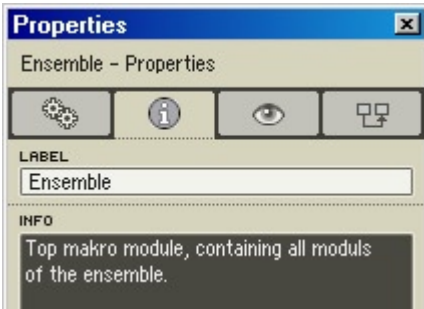 Properties
Ensemble - Properties
LABEL
Ensemble
INFO
Top makro module, containing all moduls
of the ensemble.